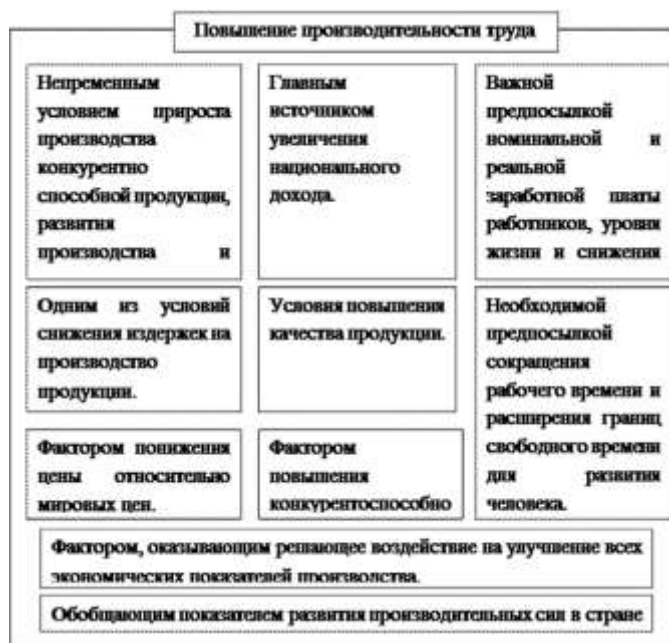 Повышение производительности труда
Непременным
условием прироста
производства
конкурентно
способной продукции,
развития
производства и
Главным
источником
увеличения
национального
дохода.
Важной
предпосылкой
номинальной и
реальной
заработной платы
работников, уровня
жизни и снижения
Одним из условий
снижения издержек на
производство
продукции.
Условия повышения
качества продукции.
Необходимой
предпосылкой
сокращения
рабочего времени и
расширения границ
свободного времени
для развития
человека.
Фактором понижения
цены относительно
мировых цен.
Фактором
повышения
конкурентоспособно
Фактором, оказывающим решающее воздействие на улучшение всех
экономических показателей производства.
Обобщающим показателем развития производительных сил в стране